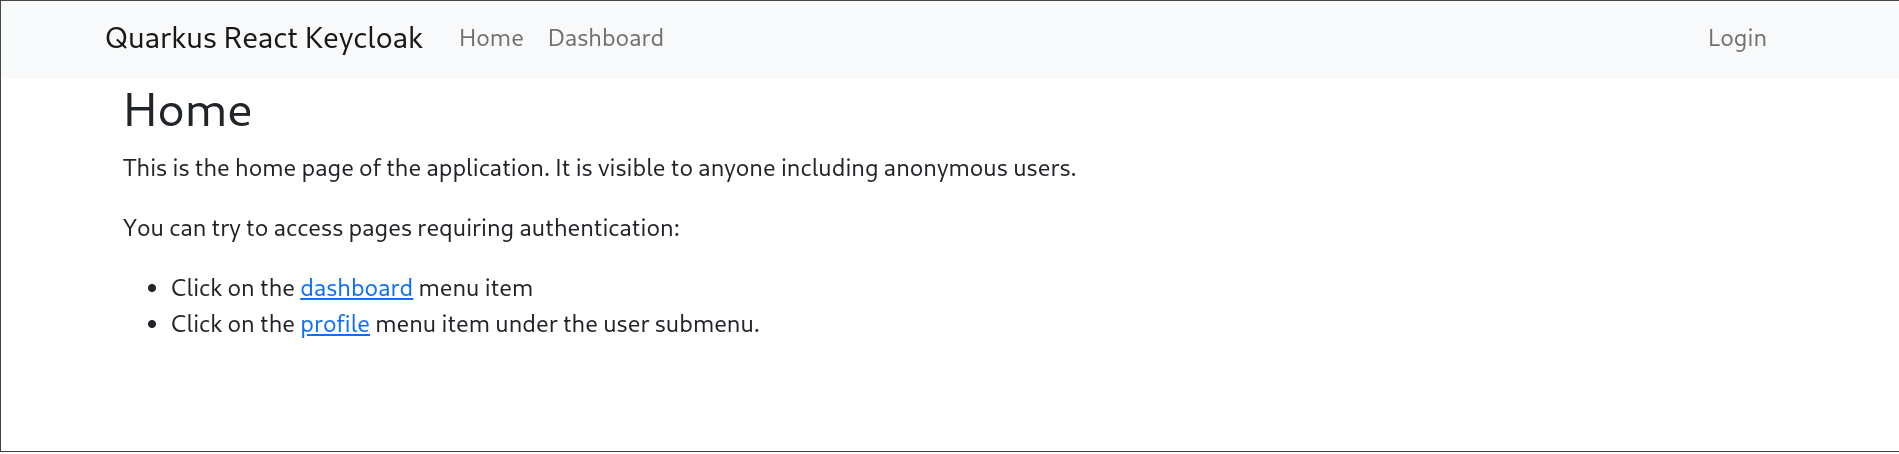 Quarkus React Keycloak Home Dashboard Login
Home
This is the home page of the application. It is visible to anyone including anonymous users.
You can try to access pages requiring authentication:
• Click on the dashboard menu item
• Click on the profile menu item under the user submenu.